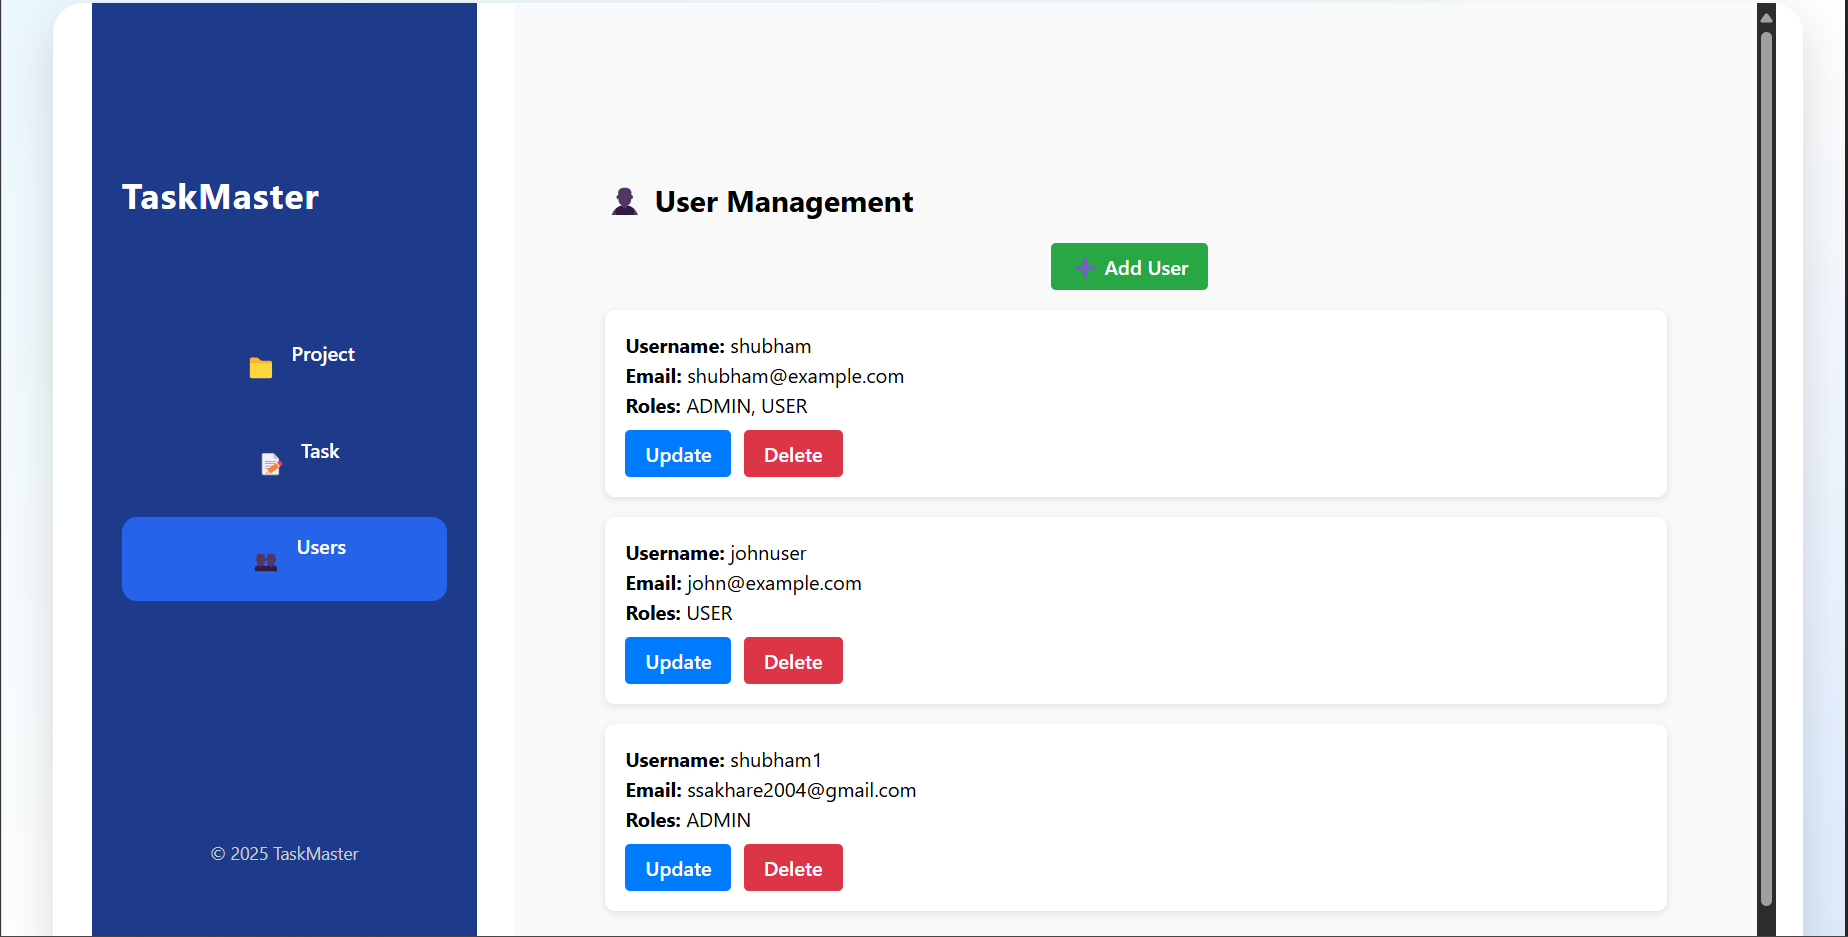 TaskMaster
Project
Task
Users
© 2025 TaskMaster
User Management
Add User
Username: shubham
Email: shubham@example.com
Roles: ADMIN, USER
Update Delete
Username: johnuser
Email: john@example.com
Roles: USER
Update Delete
Username: shubham1
Email: ssakhare2004@gmail.com
Roles: ADMIN
Update Delete